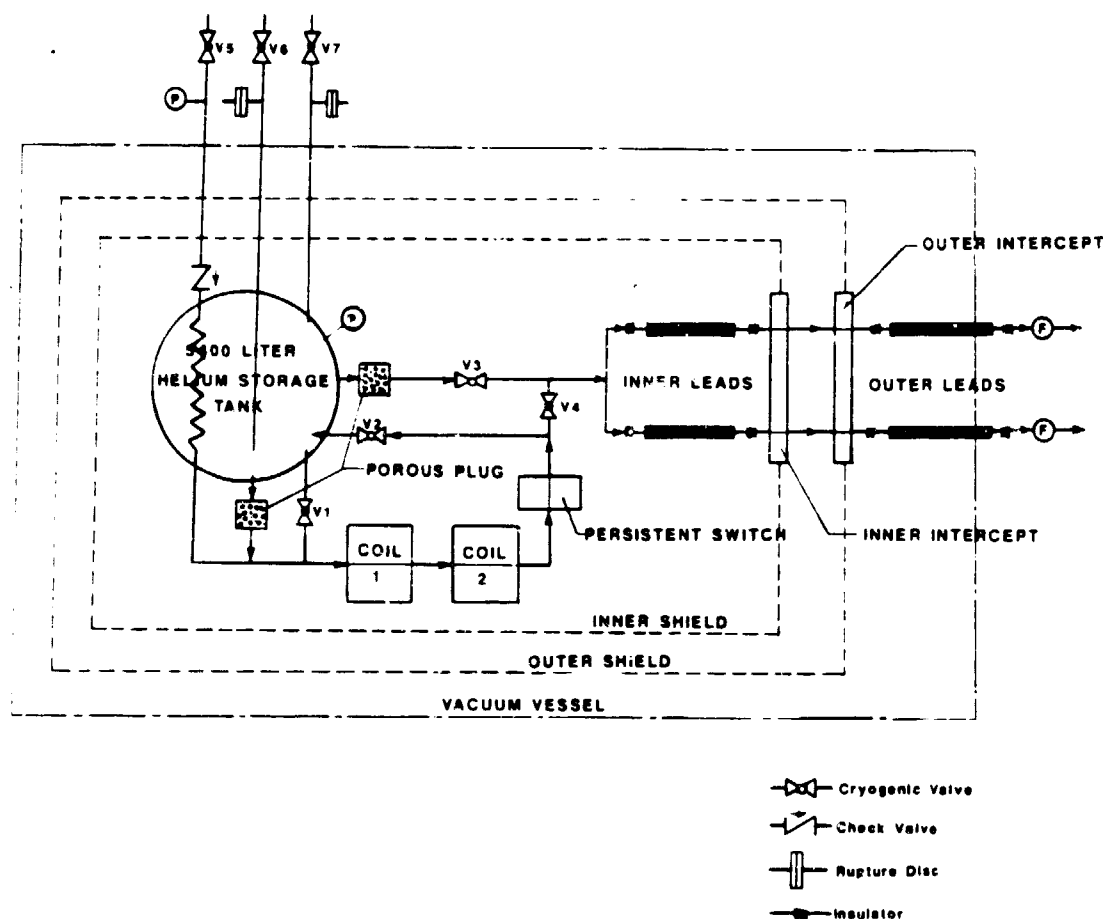 V5
V6
V7
P
OUTER INTERCEPT
P
LITER
HELIUM STORAGE
TANK
V3
V4
V2
INNER LEADS
OUTER LEADS
F
F
POROUS PLUG
V1
PERSISTENT SWITCH
INNER INTERCEPT
COIL
1
COIL
2
INNER SHIELD
OUTER SHiELD
VACUUM VESSEL
Cryogenic Valve
Check Valve
Rupture Disc
Insulator